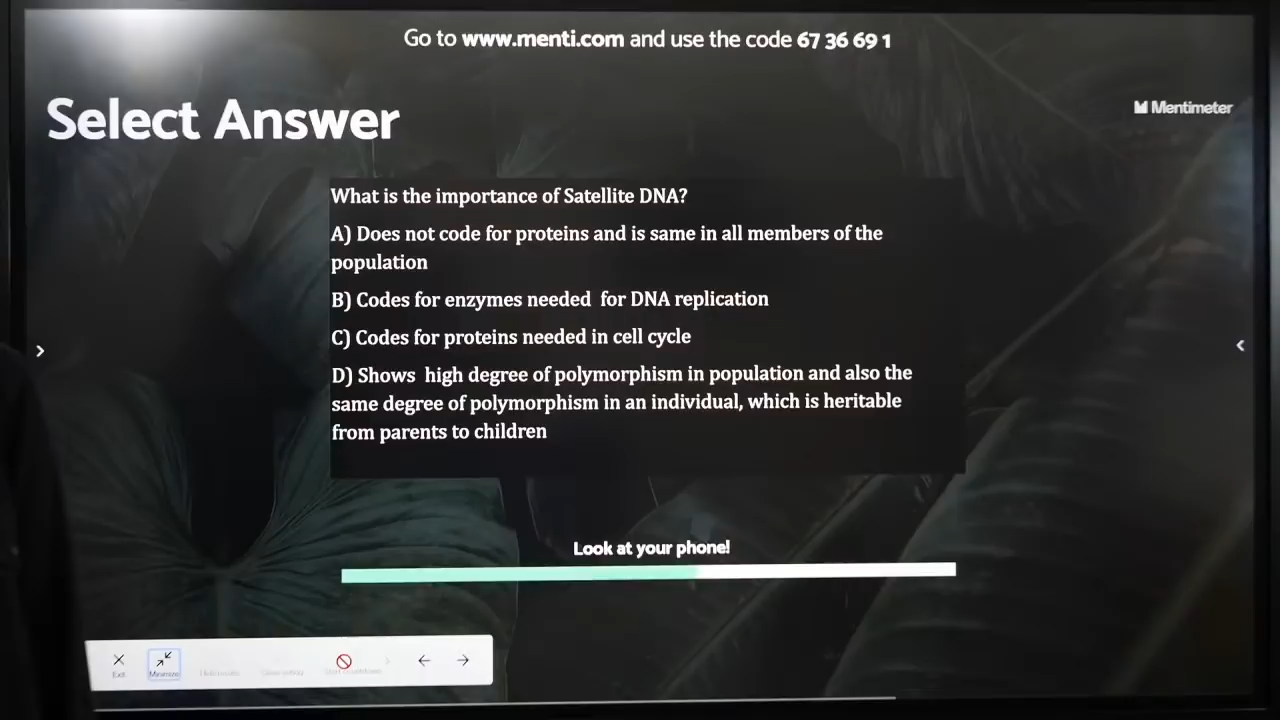 Go to www.menti.com and use the code 67 36 69 1
Select Answer
Mentimeter
What is the importance of Satellite DNA?
A) Does not code for proteins and is same in all members of the
population
B) Codes for enzymes needed for DNA replication
C) Codes for proteins needed in cell cycle
D) Shows high degree of polymorphism in population and also the
same degree of polymorphism in an individual, which is heritable
from parents to children
Look at your phone!
Exit
Minimize